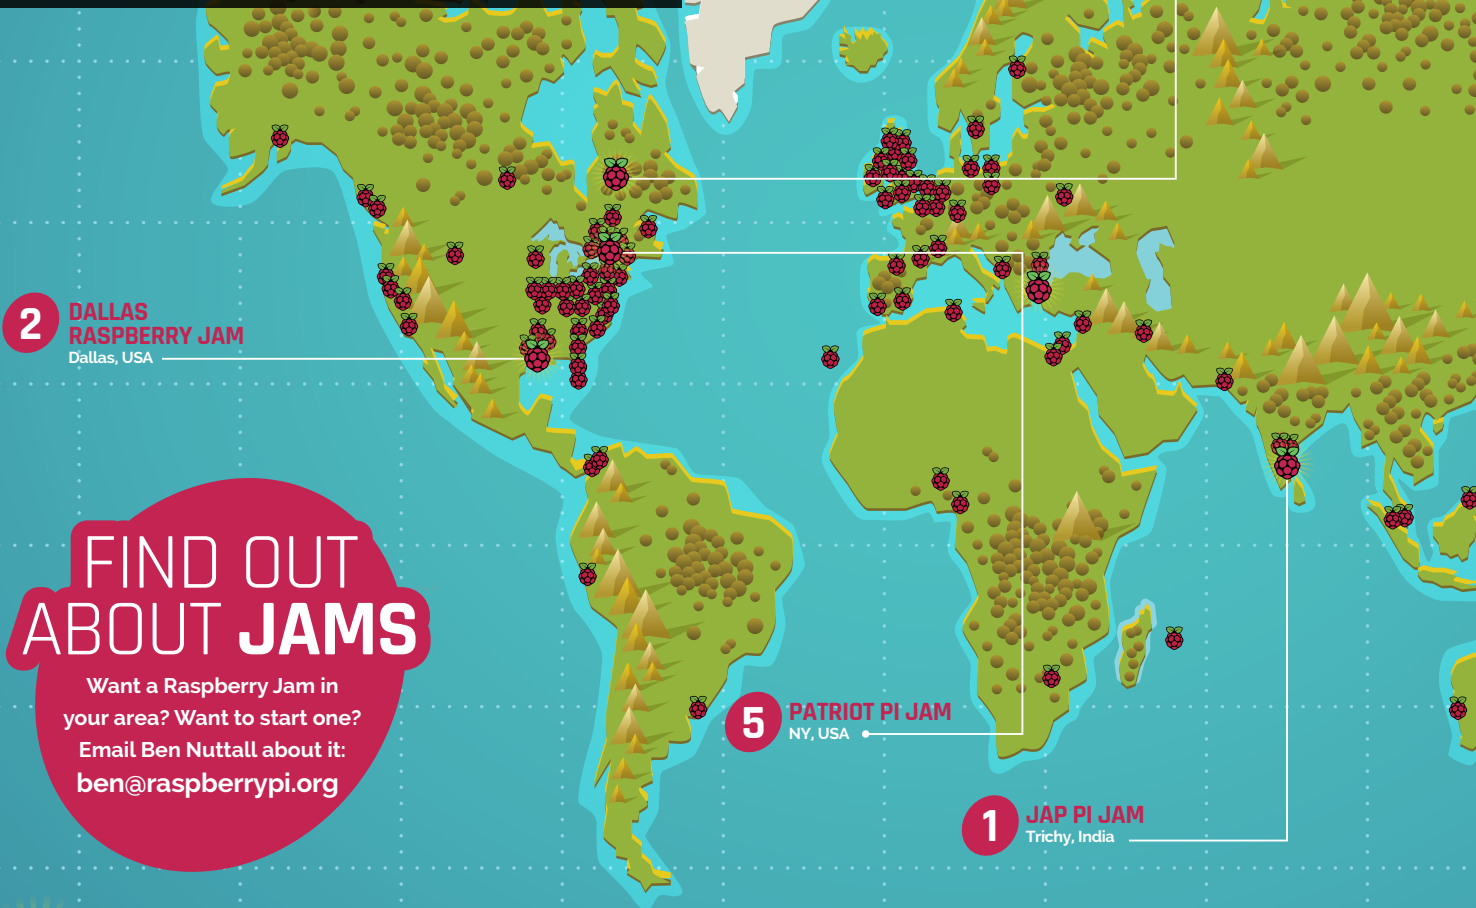 2
DALLAS
RASPBERRY JAM
Dallas, USA
FIND OUT
ABOUT JAMS
Want a Raspberry Jam in
your area? Want to start one?
Email Ben Nuttall about it:
ben@raspberrypi.org
5
PATRIOT PI JAM
NY, USA
1
JAP PI JAM
Trichy, India